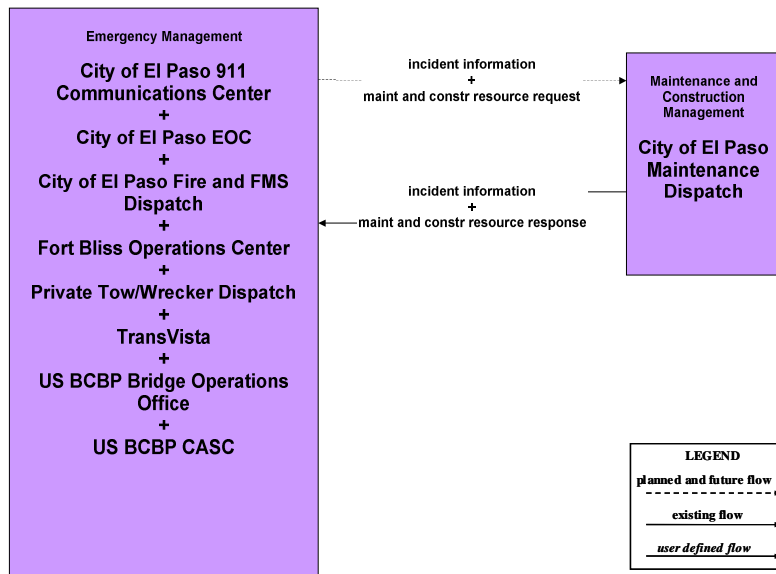 Emergency Management
City of El Paso 911
Communications Center
+
City of El Paso EOC
+
City of El Paso Fire and FMS
Dispatch
+
Fort Bliss Operations Center
+
Private Tow/Wrecker Dispatch
+
TransVista
+
US BCBP Bridge Operations
Office
+
US BCBP CASC
incident information
+
maint and constr resource request
incident information
+
maint and constr resource response
Maintenance and
Construction
Management
City of El Paso
Maintenance
Dispatch
LEGEND
planned and future flow
existing flow
user defined flow